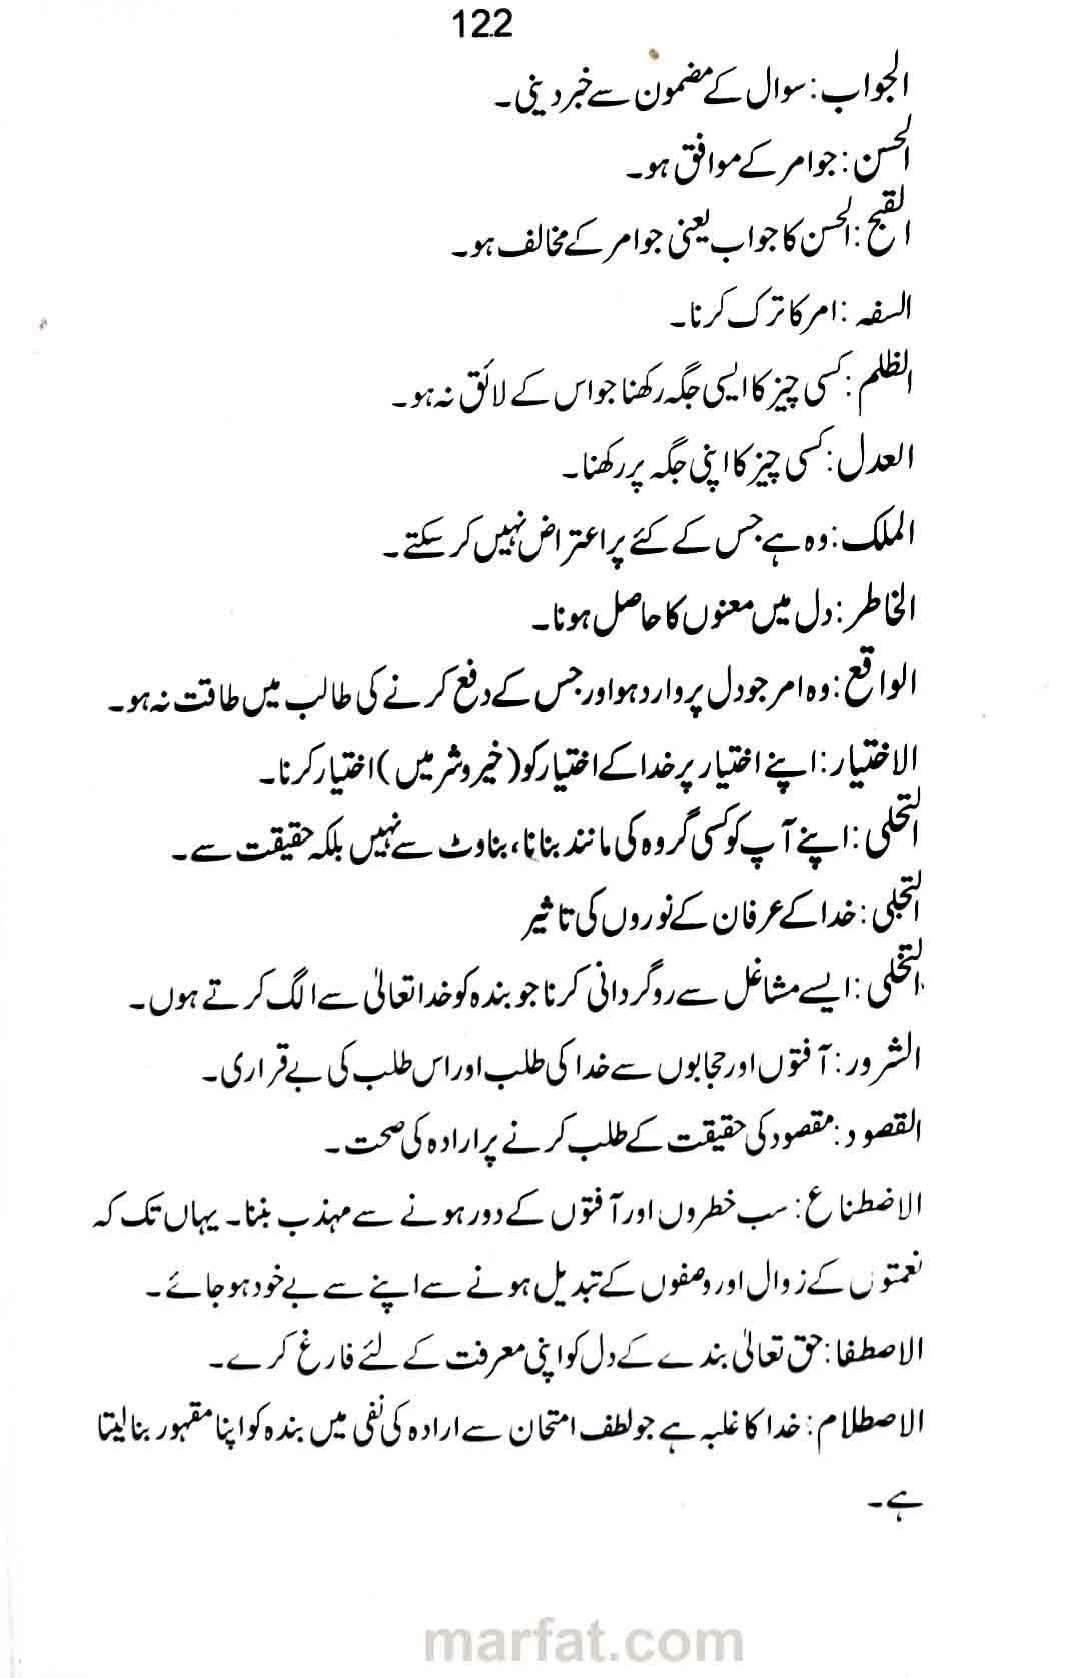 122
الجواب: سوال کے مضمون سے خبر دینی۔
الحسن: جو امر کے موافق ہو۔
القبح: الحسن کا جواب یعنی جو امر کے مخالف ہو۔
السفہ: امر کا ترک کرنا۔
الظلم: کسی چیز کا ایسی جگہ رکھنا جو اس کے لائق نہ ہو۔
العدل: کسی چیز کا اپنی جگہ پر رکھنا۔
الملک: وہ ہے جس کے کئے پر اعتراض نہیں کر سکتے۔
الخاطر: دل میں معنوں کا حاصل ہونا۔
الواقع: وہ امر جو دل پر وارد ہو اور جس کے دفع کرنے کی طالب میں طاقت نہ ہو۔
الاختیار: اپنے اختیار پر خدا کے اختیار کو (خیر و شر میں) اختیار کرنا۔
التحلی: اپنے آپ کو کسی گروہ کی مانند بنانا، بناوٹ سے نہیں بلکہ حقیقت سے۔
التجلی: خدا کے عرفان کے نوروں کی تاثیر
التخلی: ایسے مشاغل سے روگردانی کرنا جو بندہ کو خدا تعالیٰ سے الگ کرتے ہوں۔
الشرور: آفتوں اور حجابوں سے خدا کی طلب اور اس طلب کی بے قراری۔
القصود: مقصود کی حقیقت کے طلب کرنے پر ارادہ کی صحت۔
الاضطناع: سب خطروں اور آفتوں کے دور ہونے سے مہذب بننا۔ یہاں تک کہ
نعمتوں کے زوال اور وصفوں کے تبدیل ہونے سے اپنے سے بے خود ہو جائے۔
الاصطفا: حق تعالیٰ بندے کے دل کو اپنی معرفت کے لئے فارغ کرے۔
الاصطلام: خدا کا غلبہ ہے جو لطف امتحان سے ارادہ کی نفی میں بندہ کو اپنا مقہور بنا لیتا
ہے۔
marfat.com